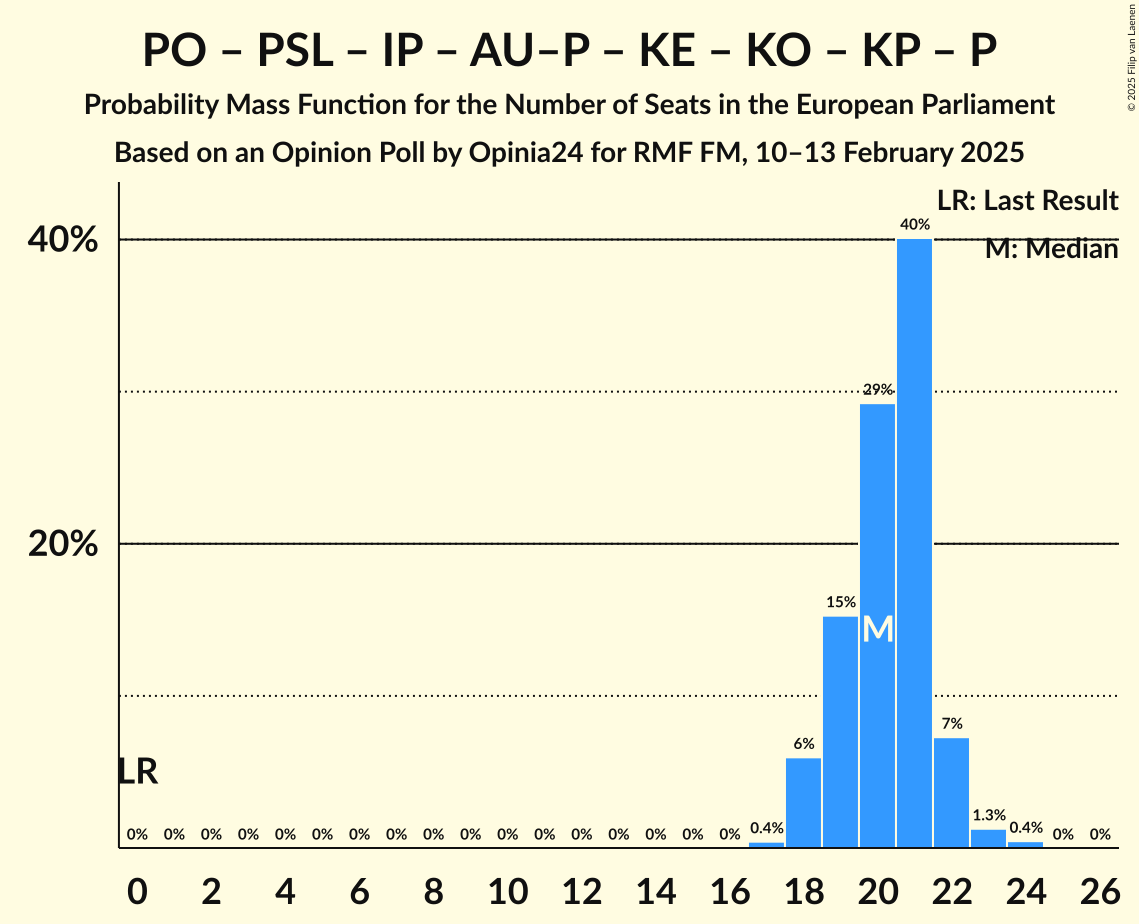 PO – PSL – IP – AU–P – KE – KO – KP – P
Probability Mass Function for the Number of Seats in the European Parliament
Based on an Opinion Poll by Opinia24 for RMF FM, 10–13 February 2025
© 2025 Filip van Laenen
LR: Last Result
M: Median
40%
20%
40%
29%
15%
M
7%
6%
LR
1.3%
0.4%
0.4%
0% 0% 0% 0% 0% 0% 0% 0% 0% 0% 0% 0% 0% 0% 0% 0% 0% 0% 0%
0 2 4 6 8 10 12 14 16 18 20 22 24 26